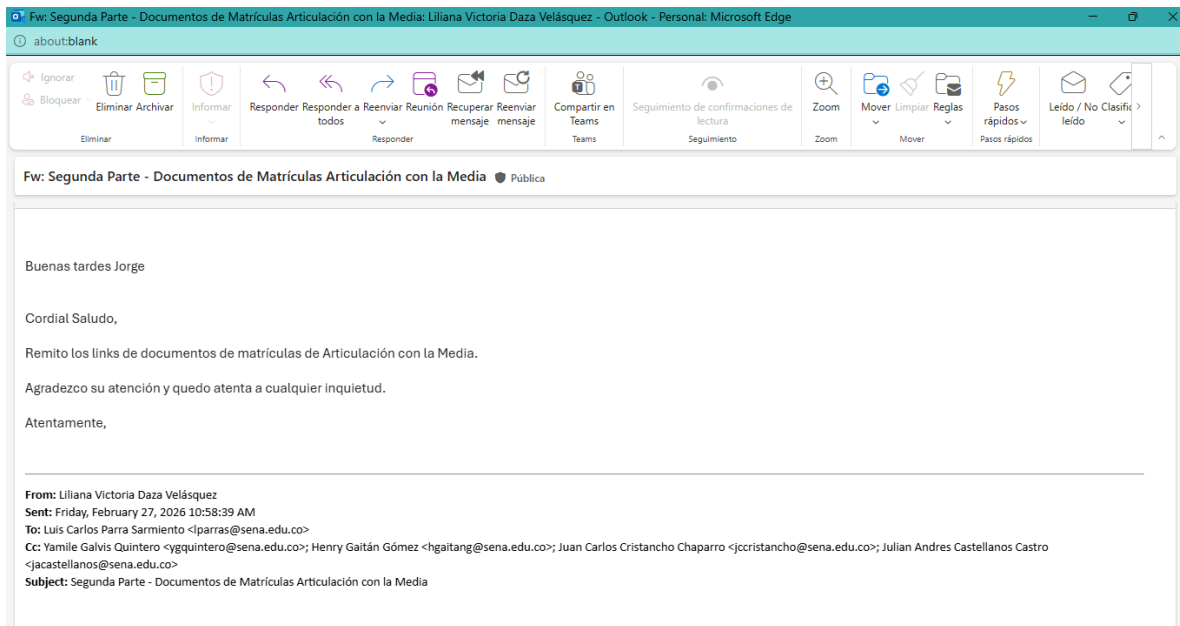 Fw: Segunda Parte - Documentos de Matrículas Articulación con la Media: Liliana Victoria Daza Velásquez - Outlook - Personal: Microsoft Edge
about:blank
Ignorar
Bloquear
Eliminar Archivar
Informar
Responder Responder a todos Reenviar Reunión Recuperar mensaje Reenviar mensaje
Compartir en Teams
Seguimiento de confirmaciones de lectura
Zoom
Mover Limpiar Reglas
Pasos rápidos
Leído / No leído
Eliminar Informar Responder Teams Seguimiento Zoom Mover Pasos rápidos
Fw: Segunda Parte - Documentos de Matrículas Articulación con la Media Pública
Buenas tardes Jorge
Cordial Saludo,
Remito los links de documentos de matrículas de Articulación con la Media.
Agradezco su atención y quedo atenta a cualquier inquietud.
Atentamente,
From: Liliana Victoria Daza Velásquez
Sent: Friday, February 27, 2026 10:58:39 AM
To: Luis Carlos Parra Sarmiento <lparras@sena.edu.co>
Cc: Yamile Galvis Quintero <ygquintero@sena.edu.co>; Henry Gaitán Gómez <hgaitang@sena.edu.co>; Juan Carlos Cristancho Chaparro <jccristancho@sena.edu.co>; Julian Andres Castellanos Castro
<jacastellanos@sena.edu.co>
Subject: Segunda Parte - Documentos de Matrículas Articulación con la Media